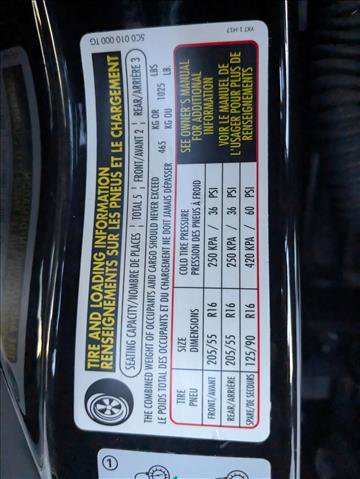 5C0 010 000 TG
YKT 1-H17
TIRE AND LOADING INFORMATION
RENSEIGNEMENTS SUR LES PNEUS ET LE CHARGEMENT
SEATING CAPACITY/NOMBRE DE PLACES | TOTAL 5 | FRONT/AVANT 2 | REAR/ARRIÈRE 3
THE COMBINED WEIGHT OF OCCUPANTS AND CARGO SHOULD NEVER EXCEED 465 KG OR 1025 LBS
LE POIDS TOTAL DES OCCUPANTS ET DU CHARGEMENT NE DOIT JAMAIS DÉPASSER KG OU LB.
TIRE SIZE COLD TIRE PRESSURE
PNEU DIMENSIONS PRESSION DES PNEUS À FROID
FRONT/AVANT 205/55 R16 250 KPA / 36 PSI
REAR/ARRIÈRE 205/55 R16 250 KPA / 36 PSI
SPARE/DE SECOURS 125/90 R16 420 KPA / 60 PSI
SEE OWNER'S MANUAL
FOR ADDITIONAL
INFORMATION
VOIR LE MANUEL DE
L'USAGER POUR PLUS DE
RENSEIGNEMENTS
1